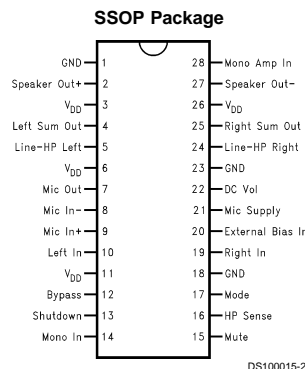 SSOP Package
GND 1 28 Mono Amp In
Speaker Out+ 2 27 Speaker Out−
VDD 3 26 VDD
Left Sum Out 4 25 Right Sum Out
Line−HP Left 5 24 Line−HP Right
VDD 6 23 GND
Mic Out 7 22 DC Vol
Mic In− 8 21 Mic Supply
Mic In+ 9 20 External Bias In
Left In 10 19 Right In
VDD 11 18 GND
Bypass 12 17 Mode
Shutdown 13 16 HP Sense
Mono In 14 15 Mute
DS100015-2